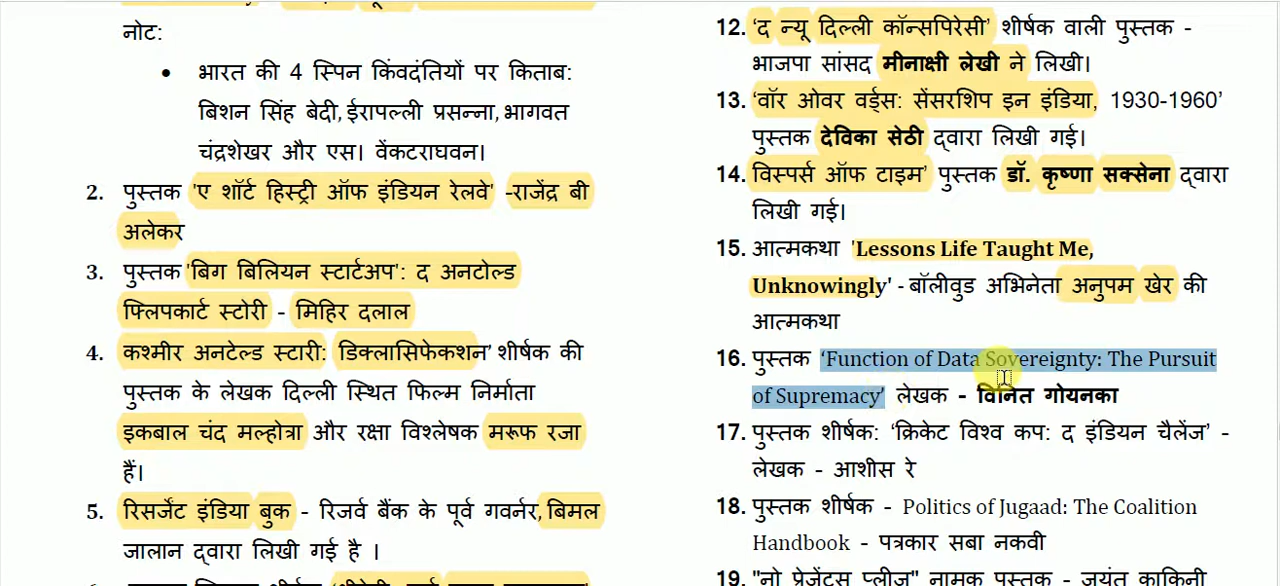 नोट:
• भारत की 4 स्पिन किंवदंतियों पर किताब:
बिशन सिंह बेदी, ईरापल्ली प्रसन्ना, भागवत
चंद्रशेखर और एस। वेंकटराघवन।
2. पुस्तक 'ए शॉर्ट हिस्ट्री ऑफ इंडियन रेलवे' -राजेंद्र बी
अलेकर
3. पुस्तक 'बिग बिलियन स्टार्टअप': द अनटोल्ड
फ्लिपकार्ट स्टोरी - मिहिर दलाल
4. कश्मीर अनटेल्ड स्टारी: डिक्लासिफेकशन’ शीर्षक की
पुस्तक के लेखक दिल्ली स्थित फिल्म निर्माता
इकबाल चंद मल्होत्रा और रक्षा विश्लेषक मरूफ रजा
हैं।
5. रिसर्जेंट इंडिया बुक - रिजर्व बैंक के पूर्व गवर्नर, बिमल
जालान द्वारा लिखी गई है ।
12. ‘द न्यू दिल्ली कॉन्सपिरेसी’ शीर्षक वाली पुस्तक -
भाजपा सांसद मीनाक्षी लेखी ने लिखी।
13. ‘वॉर ओवर वर्ड्स: सेंसरशिप इन इंडिया, 1930-1960’
पुस्तक देविका सेठी द्वारा लिखी गई।
14. विस्पर्स ऑफ टाइम’ पुस्तक डॉ. कृष्णा सक्सेना द्वारा
लिखी गई।
15. आत्मकथा 'Lessons Life Taught Me,
Unknowingly' - बॉलीवुड अभिनेता अनुपम खेर की
आत्मकथा
16. पुस्तक ‘Function of Data Sovereignty: The Pursuit
of Supremacy’ लेखक - विनित गोयनका
17. पुस्तक शीर्षक: ‘क्रिकेट विश्व कप: द इंडियन चैलेंज’ -
लेखक - आशीस रे
18. पुस्तक शीर्षक - Politics of Jugaad: The Coalition
Handbook - पत्रकार सबा नकवी
19. "नो प्रेजेंटस प्लीज" नामक पुस्तक - जयंत काकिनी